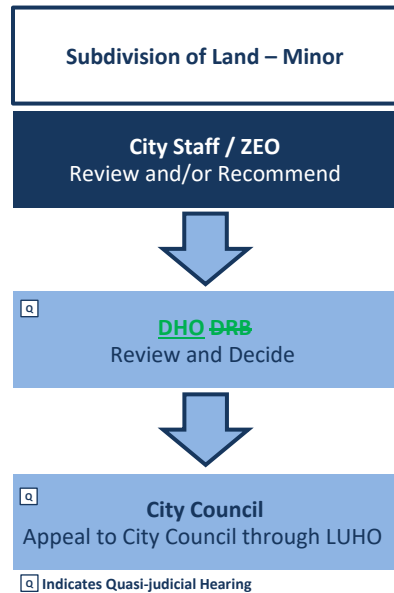 Subdivision of Land – Minor
City Staff / ZEO
Review and/or Recommend
Q
DHO DRB
Review and Decide
Q
City Council
Appeal to City Council through LUHO
Q Indicates Quasi-judicial Hearing